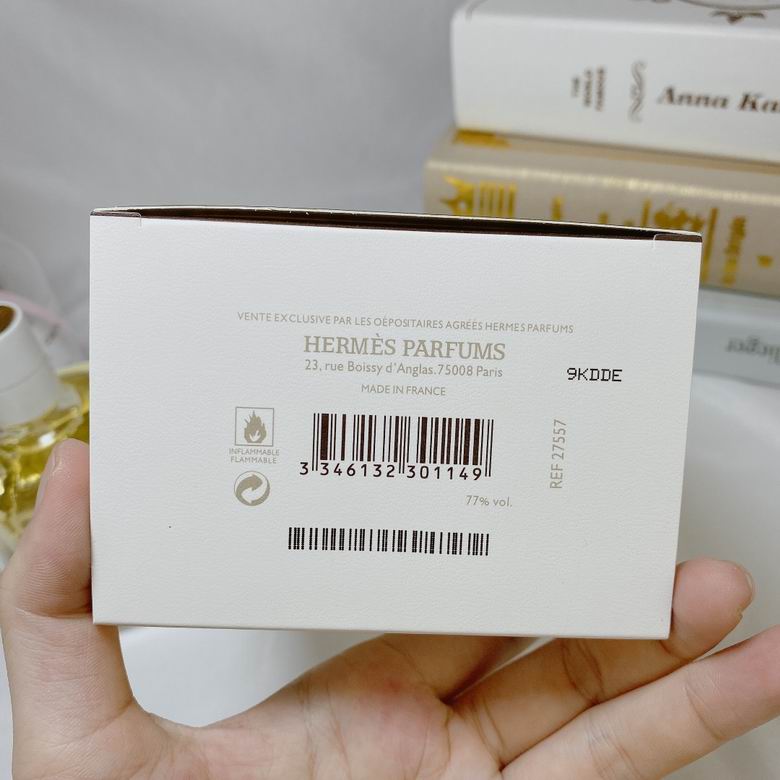 Anna Ka
VENTE EXCLUSIVE PAR LES OÉPOSITAIRES AGRÉÉS HERMES PARFUMS
HERMÈS PARFUMS
23, rue Boissy d'Anglas.75008 Paris
MADE IN FRANCE
9KDDE
INFLAMMABLE
FLAMMABLE
3 346132 301149
REF 27557
77% vol.